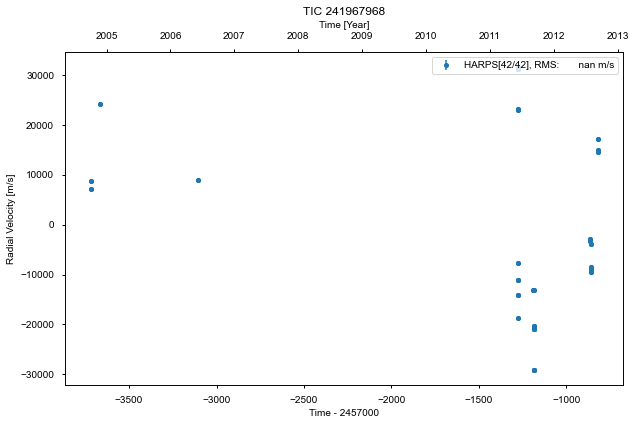 TIC 241967968
Time [Year]
2005 2006 2007 2008 2009 2010 2011 2012 2013
HARPS[42/42], RMS: nan m/s
Radial Velocity [m/s]
30000
20000
10000
0
−10000
−20000
−30000
−3500 −3000 −2500 −2000 −1500 −1000
Time - 2457000